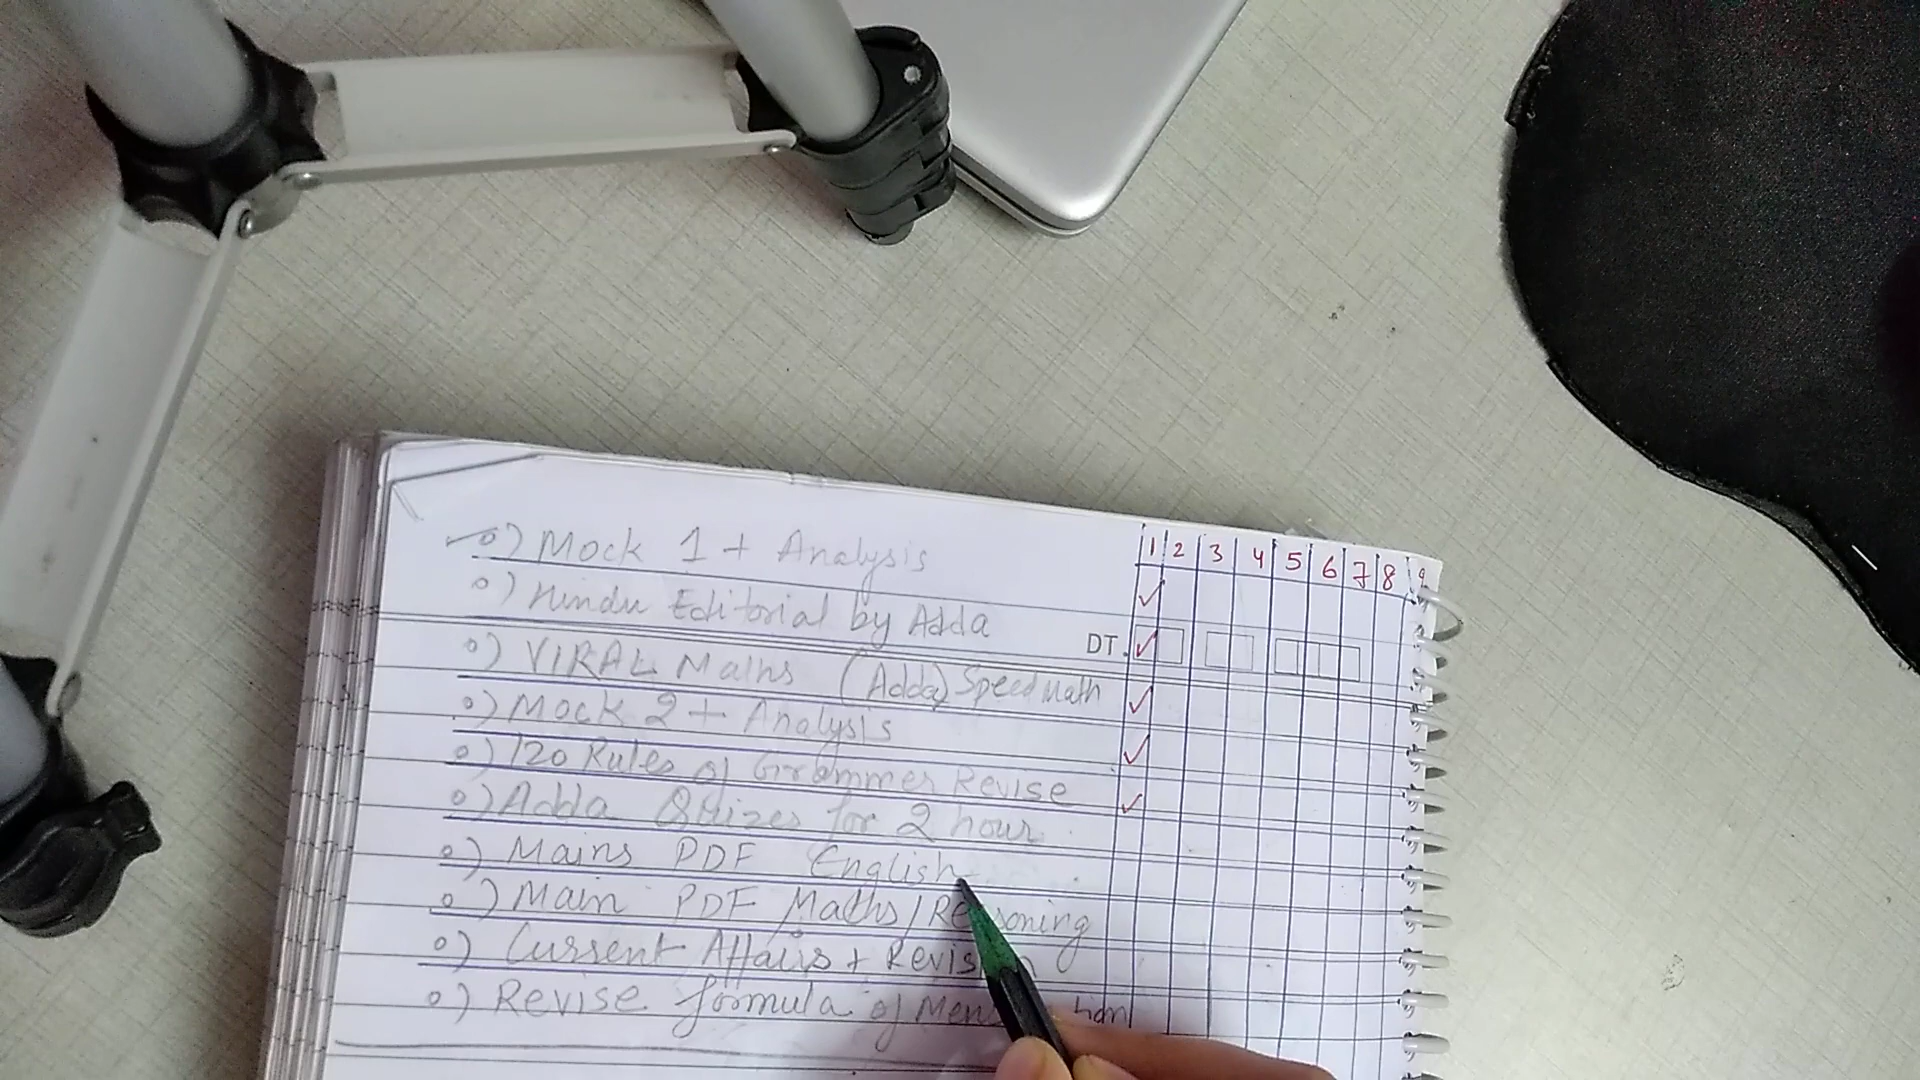 o) Mock 1 + Analysis
1 2 3 4 5 6 7 8 9
o) Hindu Editorial by Adda
DT.
o) VIRAL Maths (Adda) Speed Math
o) Mock 2 + Analysis
o) 120 Rules of Grammer Revise
o) Adda Quizes for 2 hour.
o) Mains PDF English
o) Main PDF Maths/Reasoning
o) Current Affairs + Revision
o) Revise formula of